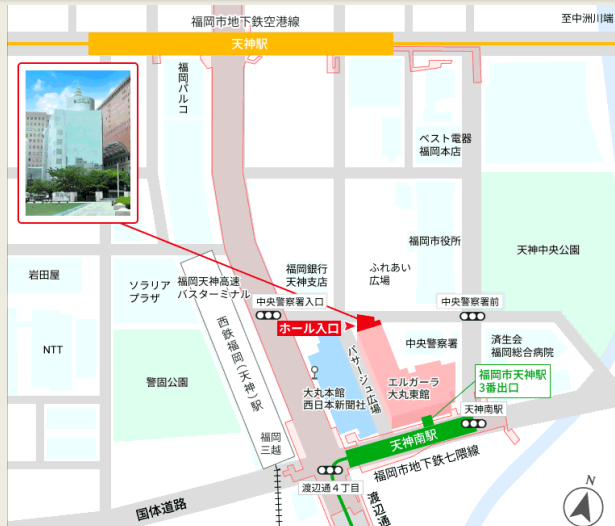 福岡市地下鉄空港線
至中洲川端
天神駅
福岡パルコ
ベスト電器
福岡本店
福岡市役所
天神中央公園
岩田屋
ソラリア
プラザ
福岡天神高速
バスターミナル
福岡銀行
天神支店
ふれあい
広場
中央警察署入口
中央警察署前
ホール入口
西鉄福岡(天神)駅
NTT
パサージュ広場
中央警察署
済生会
福岡総合病院
警固公園
大丸本館
西日本新聞社
エルガーラ
大丸東館
福岡市天神駅
3番出口
天神南駅
福岡
三越
天神南駅
福岡市地下鉄七隈線
渡辺通4丁目
国体道路
渡辺通
N